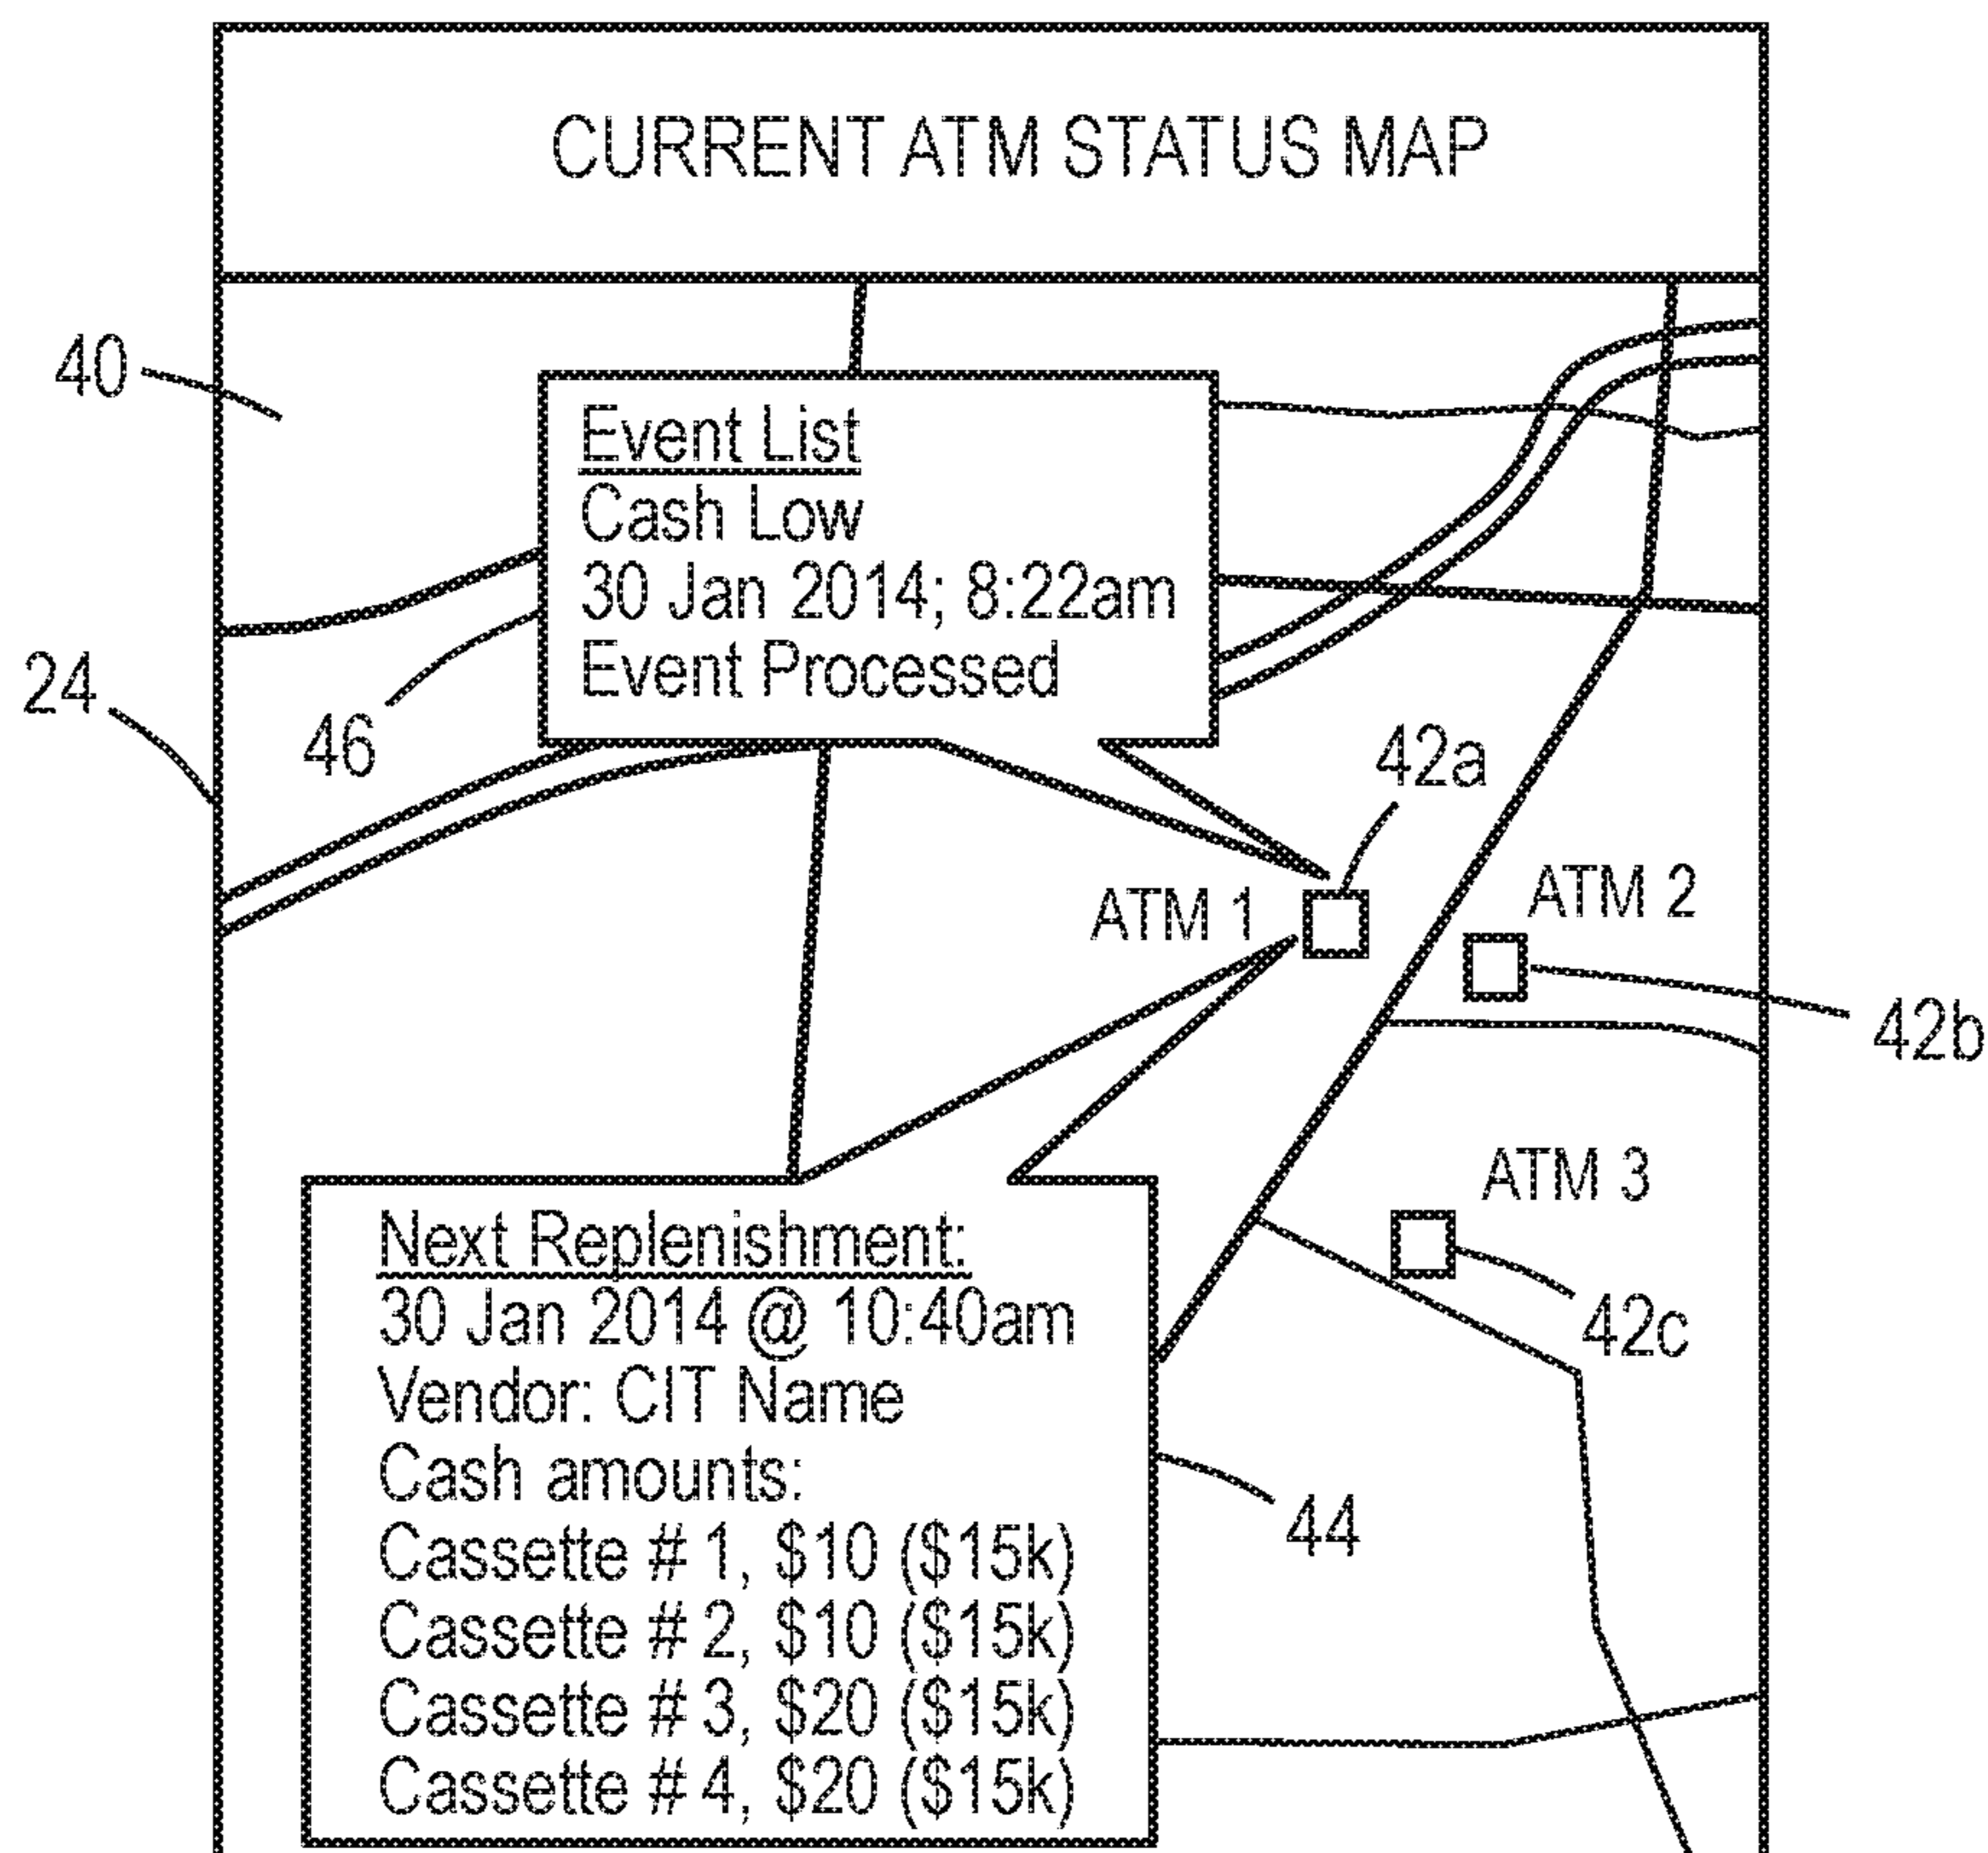 CURRENT ATM STATUS MAP
40
Event List
Cash Low
30 Jan 2014; 8:22am
Event Processed
24
46
42a
ATM 1
ATM 2
42b
ATM 3
42c
Next Replenishment:
30 Jan 2014 @ 10:40am
Vendor: CIT Name
Cash amounts:
Cassette # 1, $10 ($15k)
Cassette # 2, $10 ($15k)
Cassette # 3, $20 ($15k)
Cassette # 4, $20 ($15k)
44